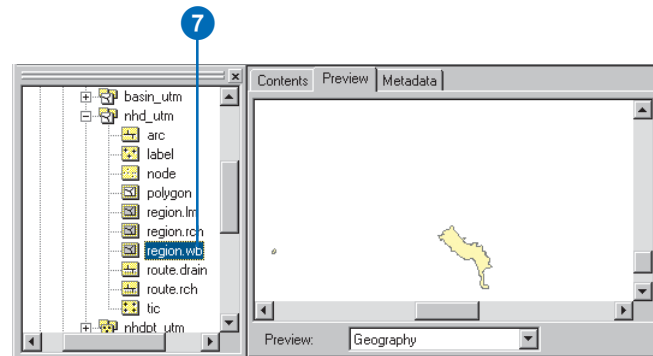 7
Contents Preview Metadata
basin_utm
nhd_utm
arc
label
node
polygon
region.lm
region.rch
region.wb
route.drain
route.rch
tic
nhdpt_utm
Preview: Geography